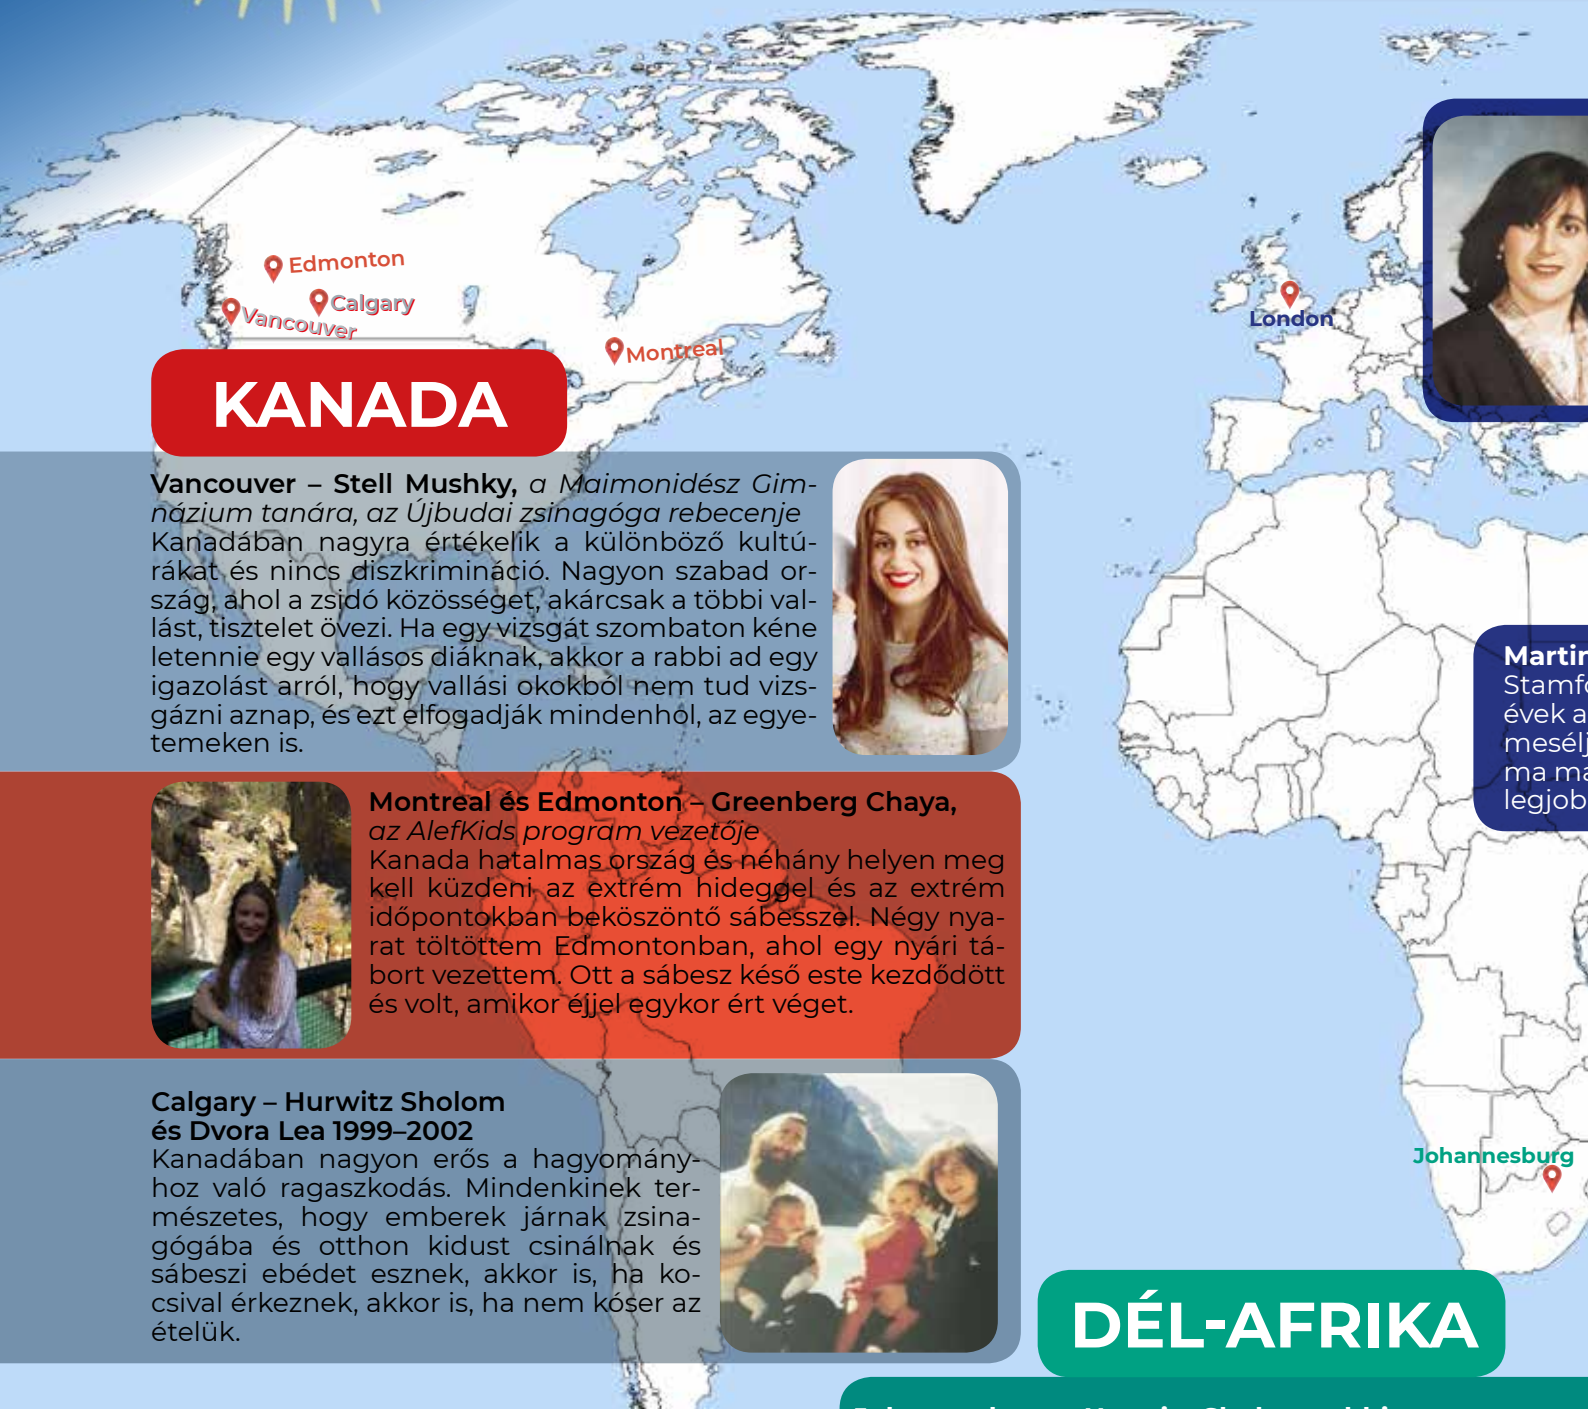 Edmonton
Calgary
Vancouver
Montreal
London
KANADA
Vancouver – Stell Mushky, a Maimonidész Gim-
názium tanára, az Újbudai zsinagóga rebecenje
Kanadában nagyra értékelik a különböző kultú-
rákat és nincs diszkrimináció. Nagyon szabad or-
szág, ahol a zsidó közösséget, akárcsak a többi val-
lást, tisztelet övezi. Ha egy vizsgát szombaton kéne
letennie egy vallásos diáknak, akkor a rabbi ad egy
igazolást arról, hogy vallási okokból nem tud vizs-
gázni aznap, és ezt elfogadják mindenhol, az egye-
temeken is.
Montreal és Edmonton – Greenberg Chaya,
az AlefKids program vezetője
Kanada hatalmas ország és néhány helyen meg
kell küzdeni az extrém hideggel és az extrém
időpontokban beköszöntő sábesszel. Négy nya-
rat töltöttem Edmontonban, ahol egy nyári tá-
bort vezettem. Ott a sábesz késő este kezdődött
és volt, amikor éjjel egykor ért véget.
Calgary – Hurwitz Sholom
és Dvora Lea 1999–2002
Kanadában nagyon erős a hagyomány-
hoz való ragaszkodás. Mindenkinek ter-
mészetes, hogy emberek járnak zsina-
gógába és otthon kidust csinálnak és
sábeszi ebédet esznek, akkor is, ha ko-
csival érkeznek, akkor is, ha nem kóser az
ételük.
Martin
Stamfo
évek a
mesélj
ma má
legjob
Johannesburg
DÉL-AFRIKA